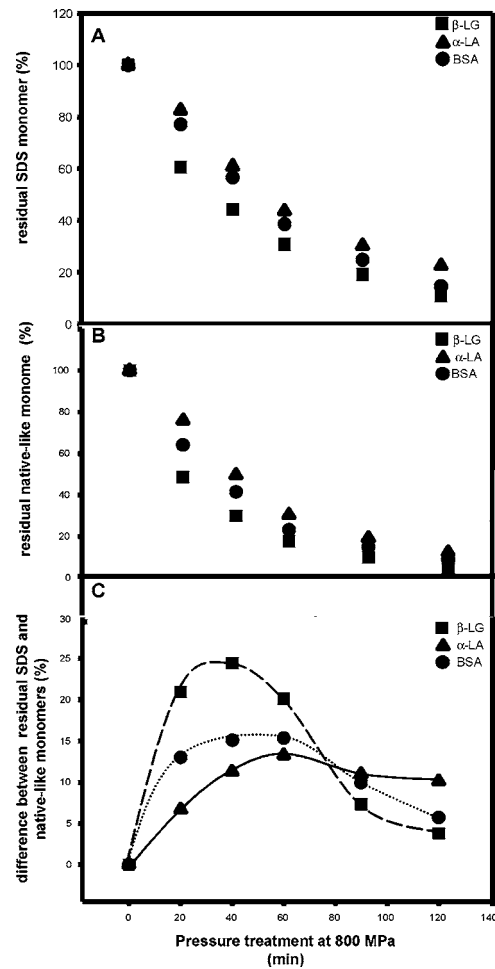 A
residual SDS monomer (%)
120
100
80
60
40
20
0
β-LG
α-LA
BSA
B
residual native-like monome (%)
100
80
60
40
20
0
β-LG
α-LA
BSA
C
difference between residual SDS and
native-like monomers (%)
30
25
20
15
10
5
0
β-LG
α-LA
BSA
0 20 40 60 80 100 120 140
Pressure treatment at 800 MPa
(min)